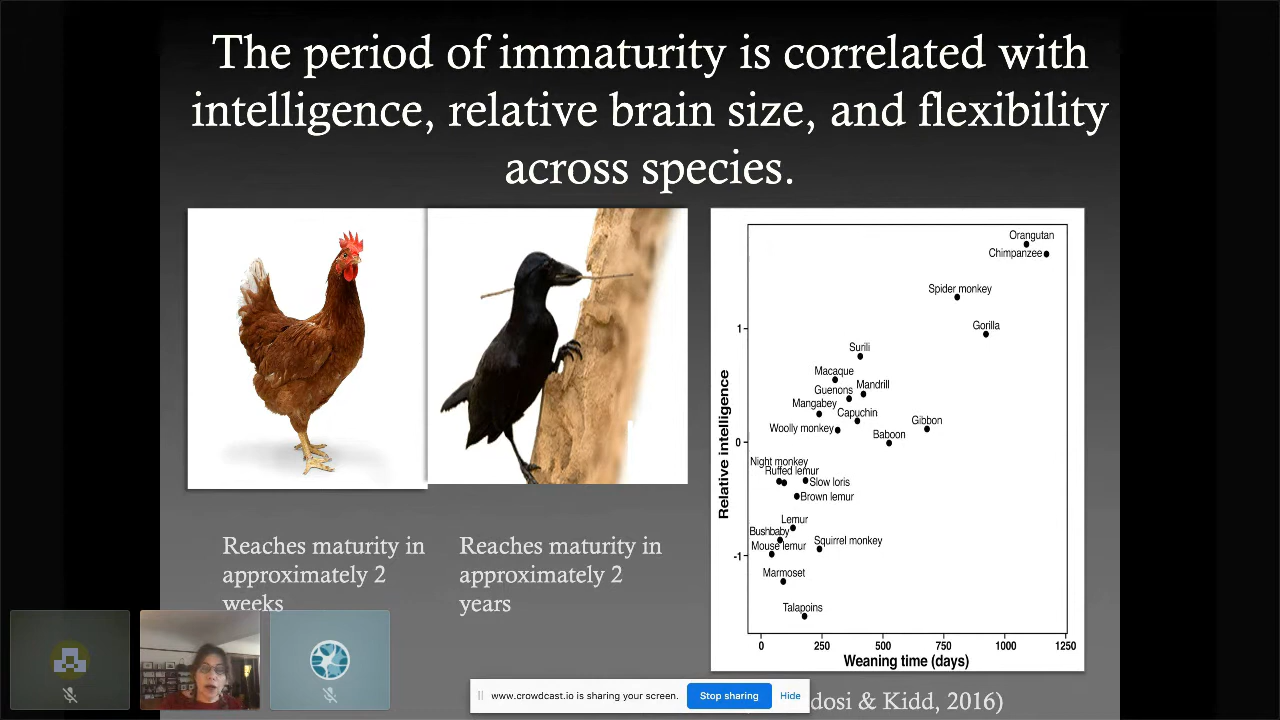 The period of immaturity is correlated with
intelligence, relative brain size, and flexibility
across species.
Reaches maturity in
approximately 2
weeks
Reaches maturity in
approximately 2
years
Relative intelligence
1
0
-1
Orangutan
Chimpanzee
Spider monkey
Gorilla
Surili
Macaque
Mandrill
Guenons
Mangabey
Capuchin
Gibbon
Woolly monkey
Baboon
Night monkey
Ruffed lemur
Slow loris
Brown lemur
Lemur
Bushbaby
Squirrel monkey
Mouse lemur
Marmoset
Talapoins
0 250 500 750 1000 1250
Weaning time (days)
www.crowdcast.io is sharing your screen. Stop sharing Hide
& Kidd, 2016)